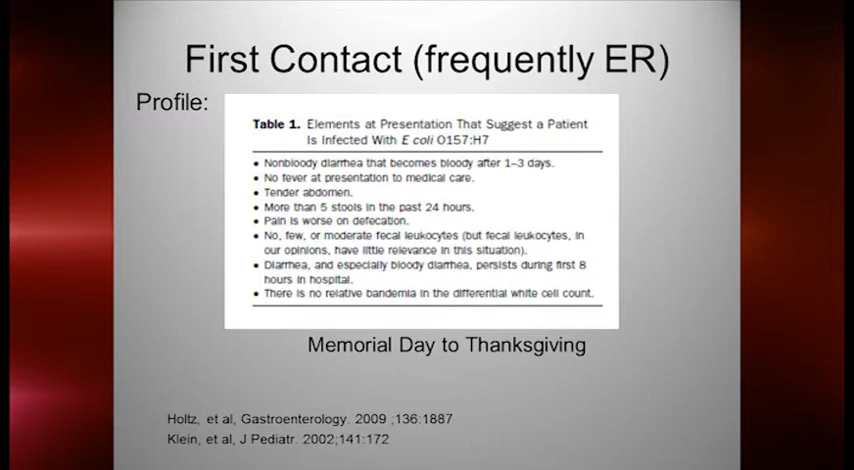 First Contact (frequently ER)
Profile:
Table 1. Elements at Presentation That Suggest a Patient
Is Infected With E coli O157:H7
• Nonbloody diarrhea that becomes bloody after 1–3 days.
• No fever at presentation to medical care.
• Tender abdomen.
• More than 5 stools in the past 24 hours.
• Pain is worse on defecation.
• No, few, or moderate fecal leukocytes (but fecal leukocytes, in
our opinions, have little relevance in this situation).
• Diarrhea, and especially bloody diarrhea, persists during first 8
hours in hospital.
• There is no relative bandemia in the differential white cell count.
Memorial Day to Thanksgiving
Holtz, et al, Gastroenterology. 2009 ;136:1887
Klein, et al, J Pediatr. 2002;141:172